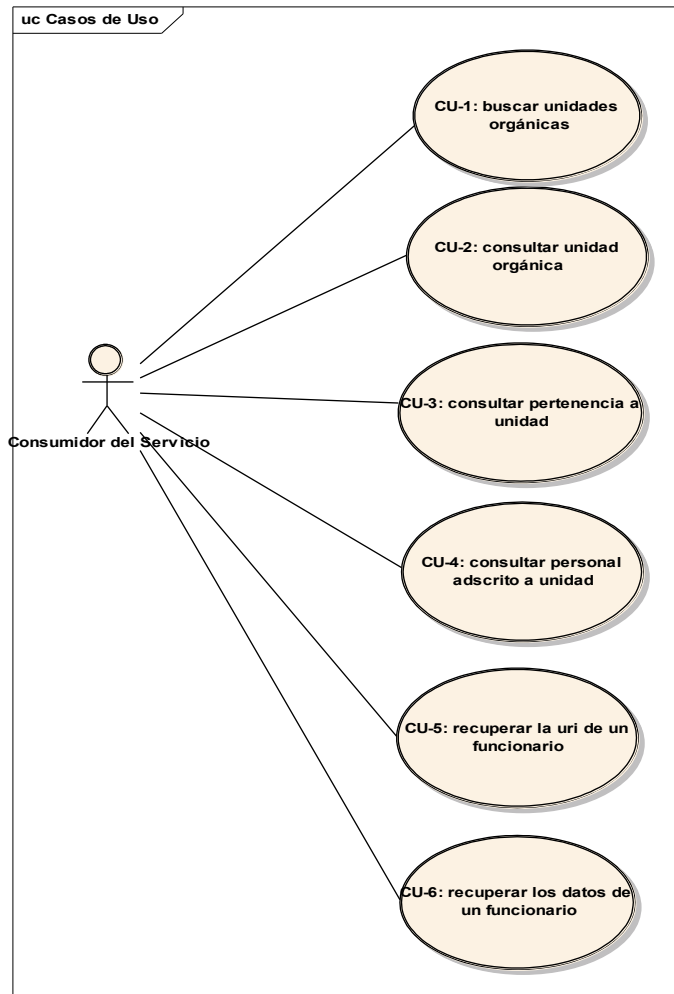 uc Casos de Uso
CU-1: buscar unidades
orgánicas
CU-2: consultar unidad
orgánica
CU-3: consultar pertenencia a
unidad
Consumidor del Servicio
CU-4: consultar personal
adscrito a unidad
CU-5: recuperar la uri de un
funcionario
CU-6: recuperar los datos de
un funcionario